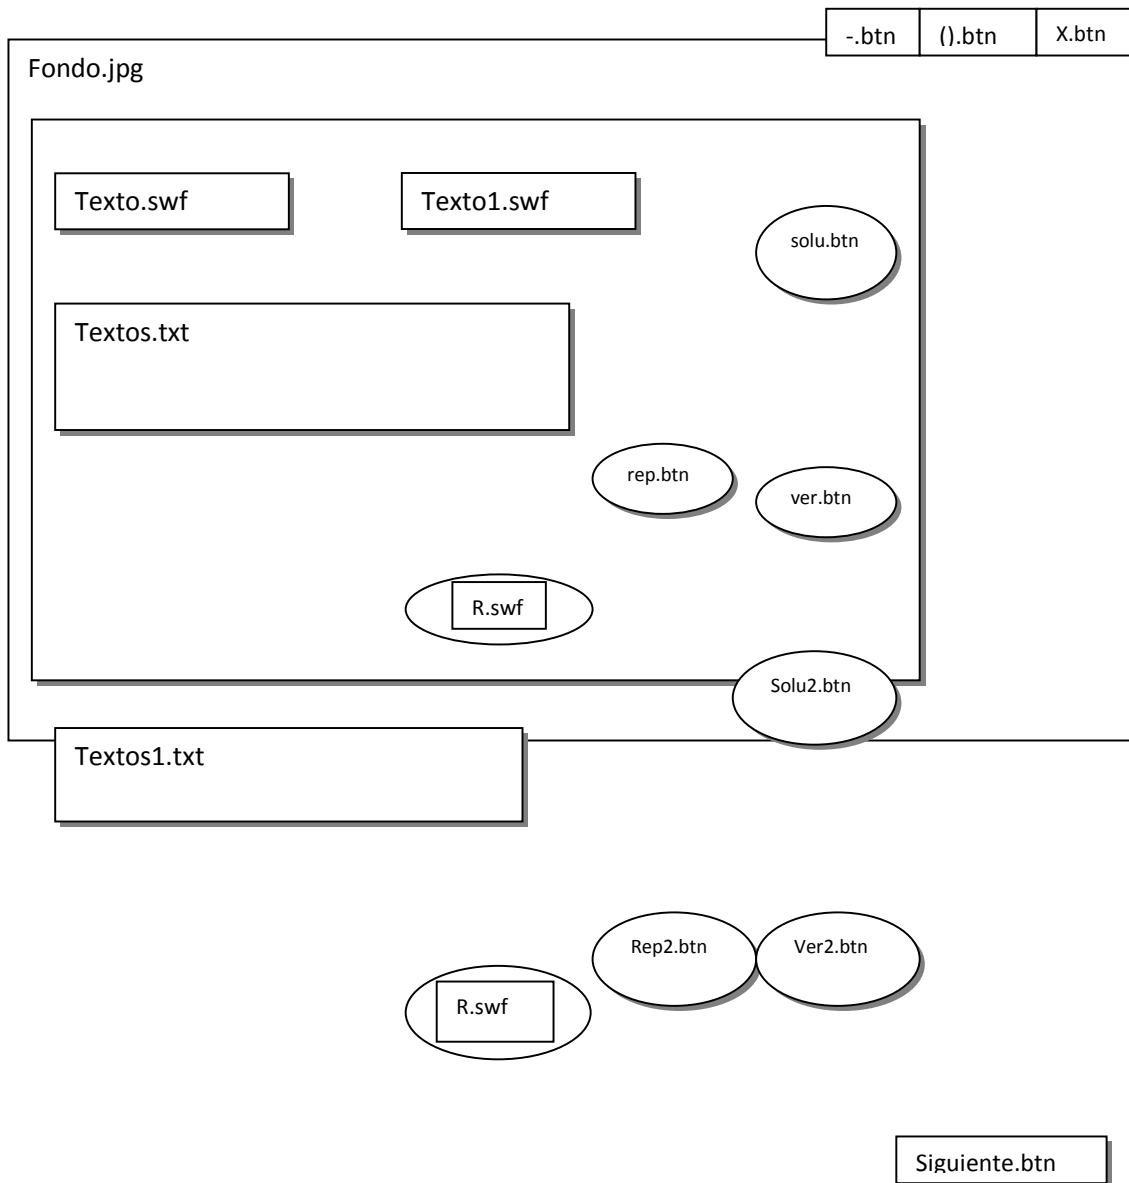 -.btn
().btn
X.btn
Fondo.jpg
Texto.swf
Texto1.swf
solu.btn
Textos.txt
rep.btn
ver.btn
R.swf
Solu2.btn
Textos1.txt
Rep2.btn
Ver2.btn
R.swf
Siguiente.btn